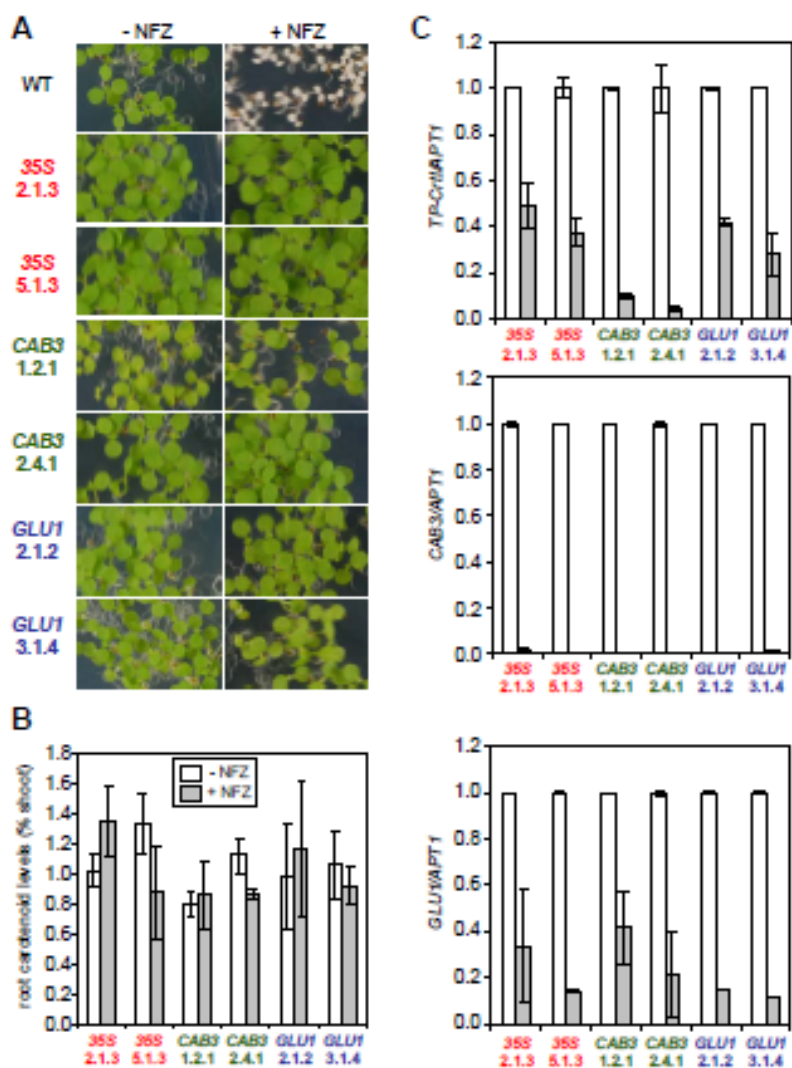 A
- NFZ
+ NFZ
WT
35S
2.1.3
35S
5.1.3
CAB3
1.2.1
CAB3
2.4.1
GLU1
2.1.2
GLU1
3.1.4
B
root cardenoid levels (% shoot)
1.8
1.6
1.4
1.2
1.0
0.8
0.6
0.4
0.2
0.0
- NFZ
+ NFZ
35S 35S CAB3 CAB3 GLU1 GLU1
2.1.3 5.1.3 1.2.1 2.4.1 2.1.2 3.1.4
C
TP-CrtI/APT1
1.2
1.0
0.8
0.6
0.4
0.2
0.0
35S 35S CAB3 CAB3 GLU1 GLU1
2.1.3 5.1.3 1.2.1 2.4.1 2.1.2 3.1.4
CAB3/APT1
1.2
1.0
0.8
0.6
0.4
0.2
0.0
35S 35S CAB3 CAB3 GLU1 GLU1
2.1.3 5.1.3 1.2.1 2.4.1 2.1.2 3.1.4
GLU1/APT1
1.2
1.0
0.8
0.6
0.4
0.2
0.0
35S 35S CAB3 CAB3 GLU1 GLU1
2.1.3 5.1.3 1.2.1 2.4.1 2.1.2 3.1.4